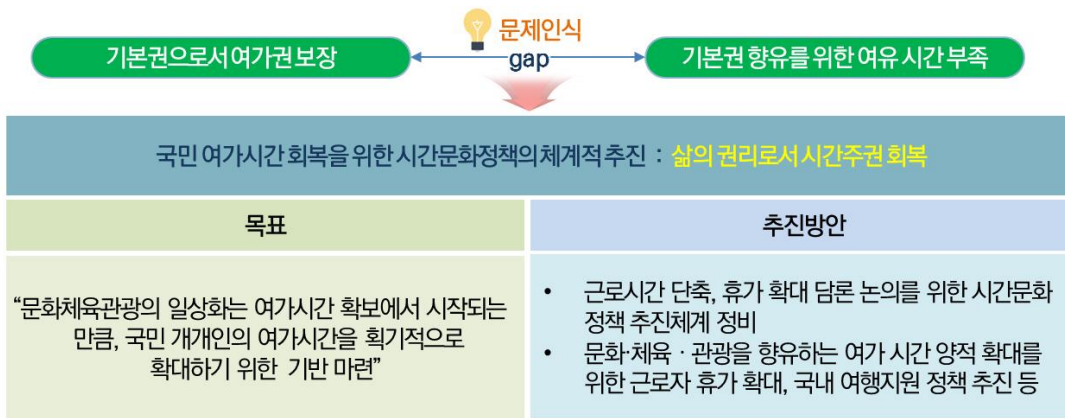 문제인식
기본권으로서 여가권 보장
gap
기본권 향유를 위한 여유 시간 부족
국민 여가시간 회복을 위한 시간문화정책의 체계적 추진 : 삶의 권리로서 시간주권 회복
목표
“문화체육관광의 일상화는 여가시간 확보에서 시작되는
만큼, 국민 개개인의 여가시간을 획기적으로
확대하기 위한 기반 마련”
추진방안
• 근로시간 단축, 휴가 확대 담론 논의를 위한 시간문화
정책 추진체계 정비
• 문화·체육 · 관광을 향유하는 여가 시간 양적 확대를
위한 근로자 휴가 확대, 국내 여행지원 정책 추진 등